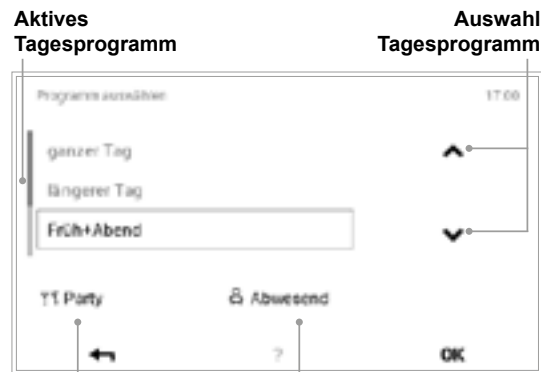 Aktives
Tagesprogramm
Auswahl
Tagesprogramm
Programm auswählen
17:00
ganzer Tag
längerer Tag
Früh+Abend
Party
Abwesend
?
OK